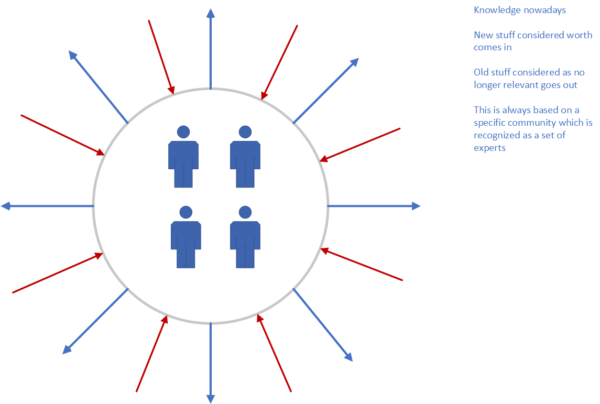 Knowledge nowadays
New stuff considered worth
comes in
Old stuff considered as no
longer relevant goes out
This is always based on a
specific community which is
recognized as a set of
experts